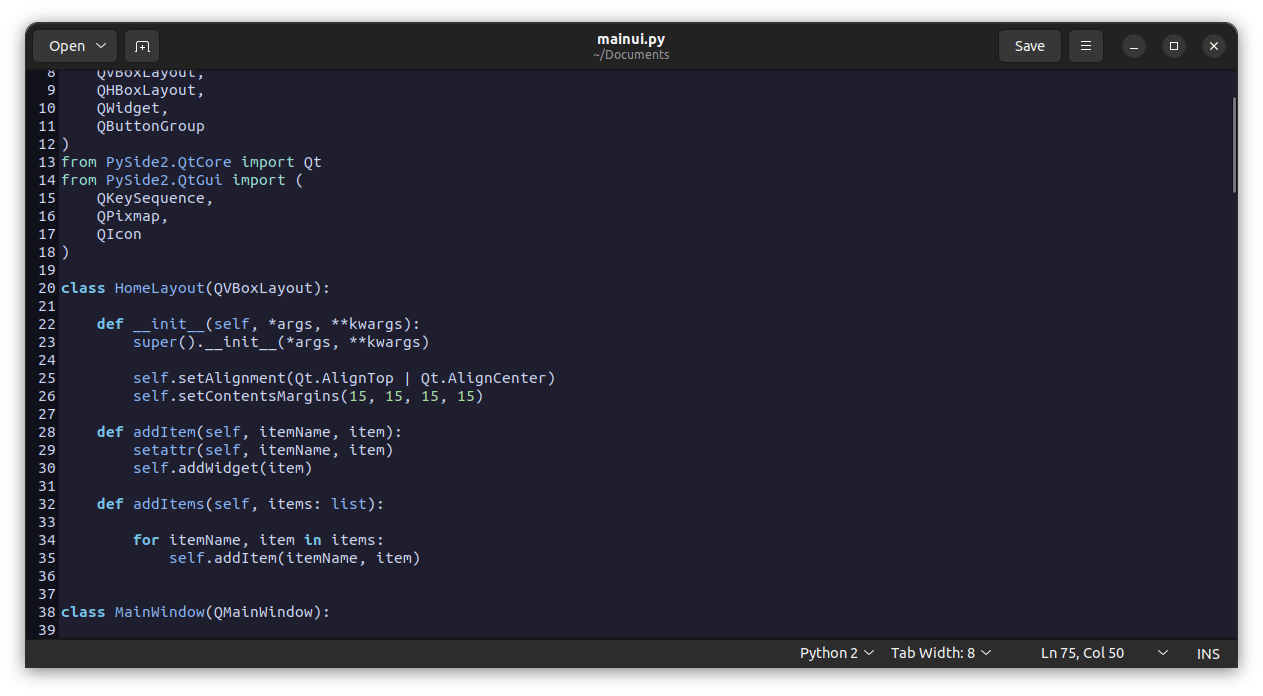 Open
mainui.py
~/Documents
Save
8 QVBoxLayout,
9 QHBoxLayout,
10 QWidget,
11 QButtonGroup
12 )
13 from PySide2.QtCore import Qt
14 from PySide2.QtGui import (
15 QKeySequence,
16 QPixmap,
17 QIcon
18 )
19
20 class HomeLayout(QVBoxLayout):
21
22 def __init__(self, *args, **kwargs):
23 super().__init__(*args, **kwargs)
24
25 self.setAlignment(Qt.AlignTop | Qt.AlignCenter)
26 self.setContentsMargins(15, 15, 15, 15)
27
28 def addItem(self, itemName, item):
29 setattr(self, itemName, item)
30 self.addWidget(item)
31
32 def addItems(self, items: list):
33
34 for itemName, item in items:
35 self.addItem(itemName, item)
36
37
38 class MainWindow(QMainWindow):
39
Python 2 Tab Width: 8 Ln 75, Col 50 INS